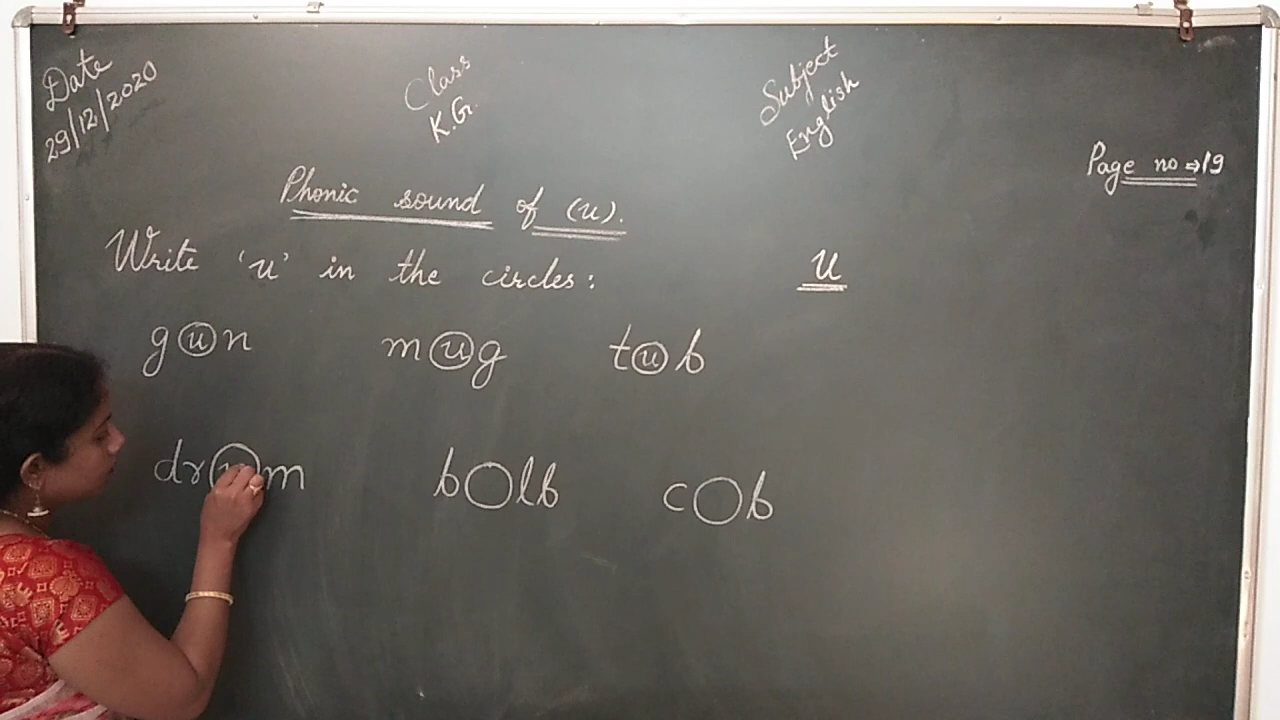 Date Class Subject
29/12/2020 K.G. English
Page no ⇒ 19
Phonic sound of (u).
Write 'u' in the circles: u
gun mug tub
drum b○lb c○b